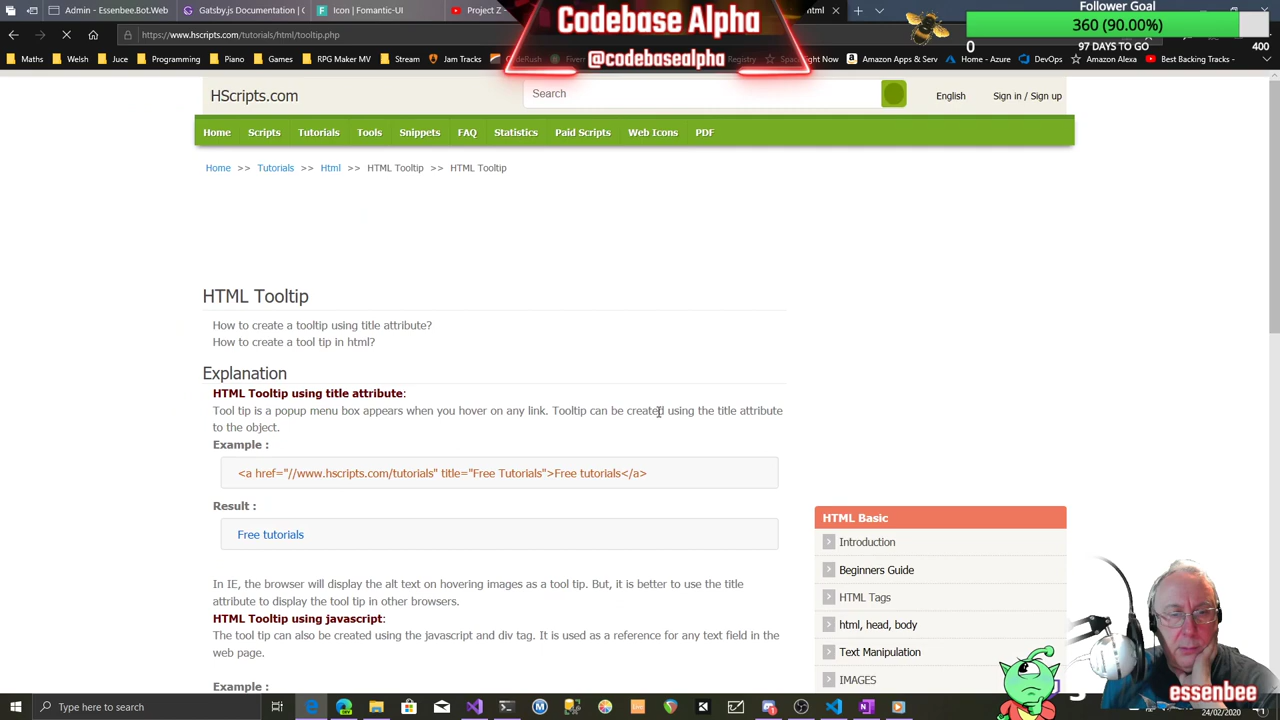 Gatsby.js not loadi
Admin - Essenbee - T
Project Z -
html
Codebase Alpha
@codebasealpha
Follower Goal
360 (90.00%)
0
97 DAYS TO GO
400
https://www.hscripts.com/tutorials/html/tooltip.php
Maths
Welsh
Juce
Programming
Piano
Games
RPG Maker MV
Stream
Jam Tracks
CodeRush
Fiverr
Registry
Spaceflight Now
Amazon Apps & Serv
Home - Azure
DevOps
Amazon Alexa
Best Backing Tracks -
HScripts.com
Search
English
Sign in / Sign up
Home
Scripts
Tutorials
Tools
Snippets
FAQ
Statistics
Paid Scripts
Web Icons
PDF
Home >> Tutorials >> Html >> HTML Tooltip >> HTML Tooltip
HTML Tooltip
How to create a tooltip using title attribute?
How to create a tool tip in html?
Explanation
HTML Tooltip using title attribute:
Tool tip is a popup menu box appears when you hover on any link. Tooltip can be created using the title attribute
to the object.
Example :
<a href="//www.hscripts.com/tutorials" title="Free Tutorials">Free tutorials</a>
Result :
Free tutorials
In IE, the browser will display the alt text on hovering images as a tool tip. But, it is better to use the title
attribute to display the tool tip in other browsers.
HTML Tooltip using javascript:
The tool tip can also be created using the javascript and div tag. It is used as a reference for any text field in the
web page.
Example :
HTML Basic
Introduction
Beginners Guide
HTML Tags
html, head, body
Text Manipulation
IMAGES
essenbee
Type here to search
24/02/2020